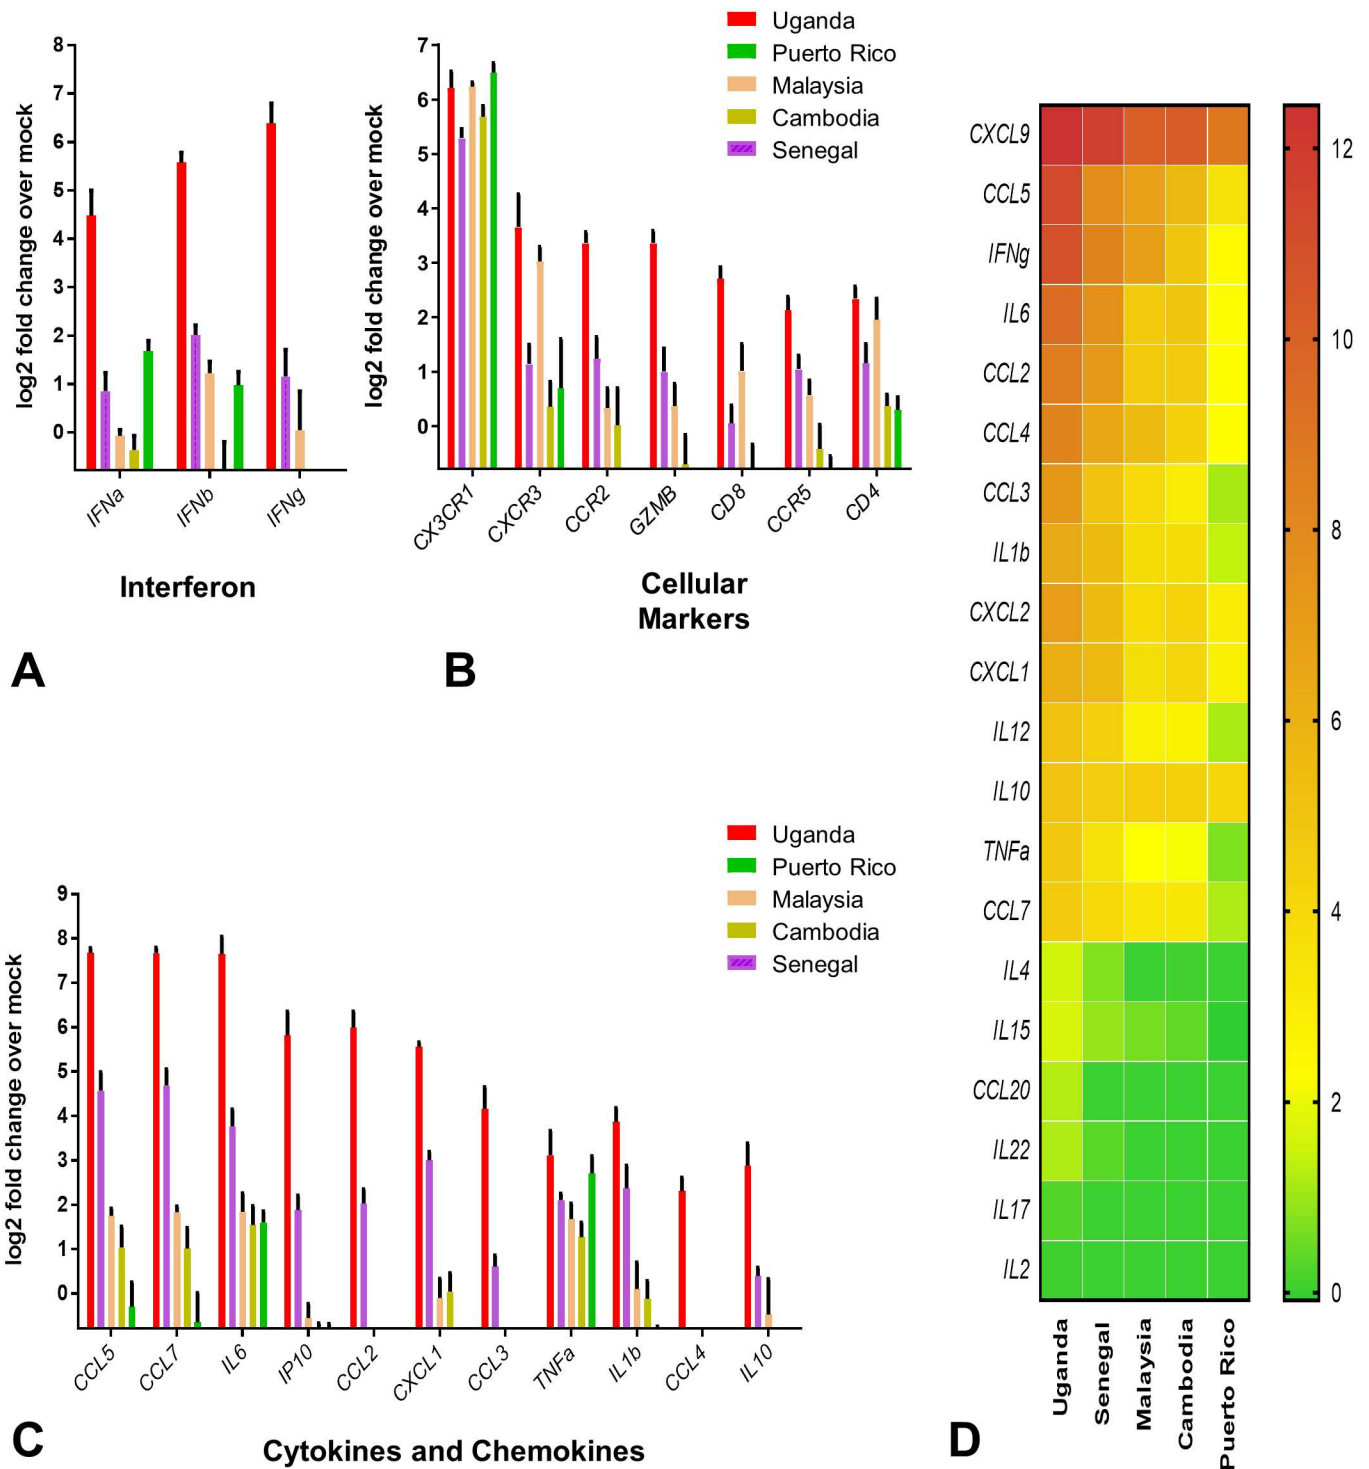 8
7
6
5
4
3
2
1
0
log2 fold change over mock
IFNa
IFNb
IFNg
Interferon
A
7
6
5
4
3
2
1
0
log2 fold change over mock
Uganda
Puerto Rico
Malaysia
Cambodia
Senegal
CX3CR1
CXCR3
CCR2
GZMB
CD8
CCR5
CD4
Cellular
Markers
B
9
8
7
6
5
4
3
2
1
0
log2 fold change over mock
Uganda
Puerto Rico
Malaysia
Cambodia
Senegal
CCL5
CCL7
IL6
IP10
CCL2
CXCL1
CCL3
TNFa
IL1b
CCL4
IL10
Cytokines and Chemokines
C
CXCL9
CCL5
IFNg
IL6
CCL2
CCL4
CCL3
IL1b
CXCL2
CXCL1
IL12
IL10
TNFa
CCL7
IL4
IL15
CCL20
IL22
IL17
IL2
Uganda
Senegal
Malaysia
Cambodia
Puerto Rico
12
10
8
6
4
2
0
D